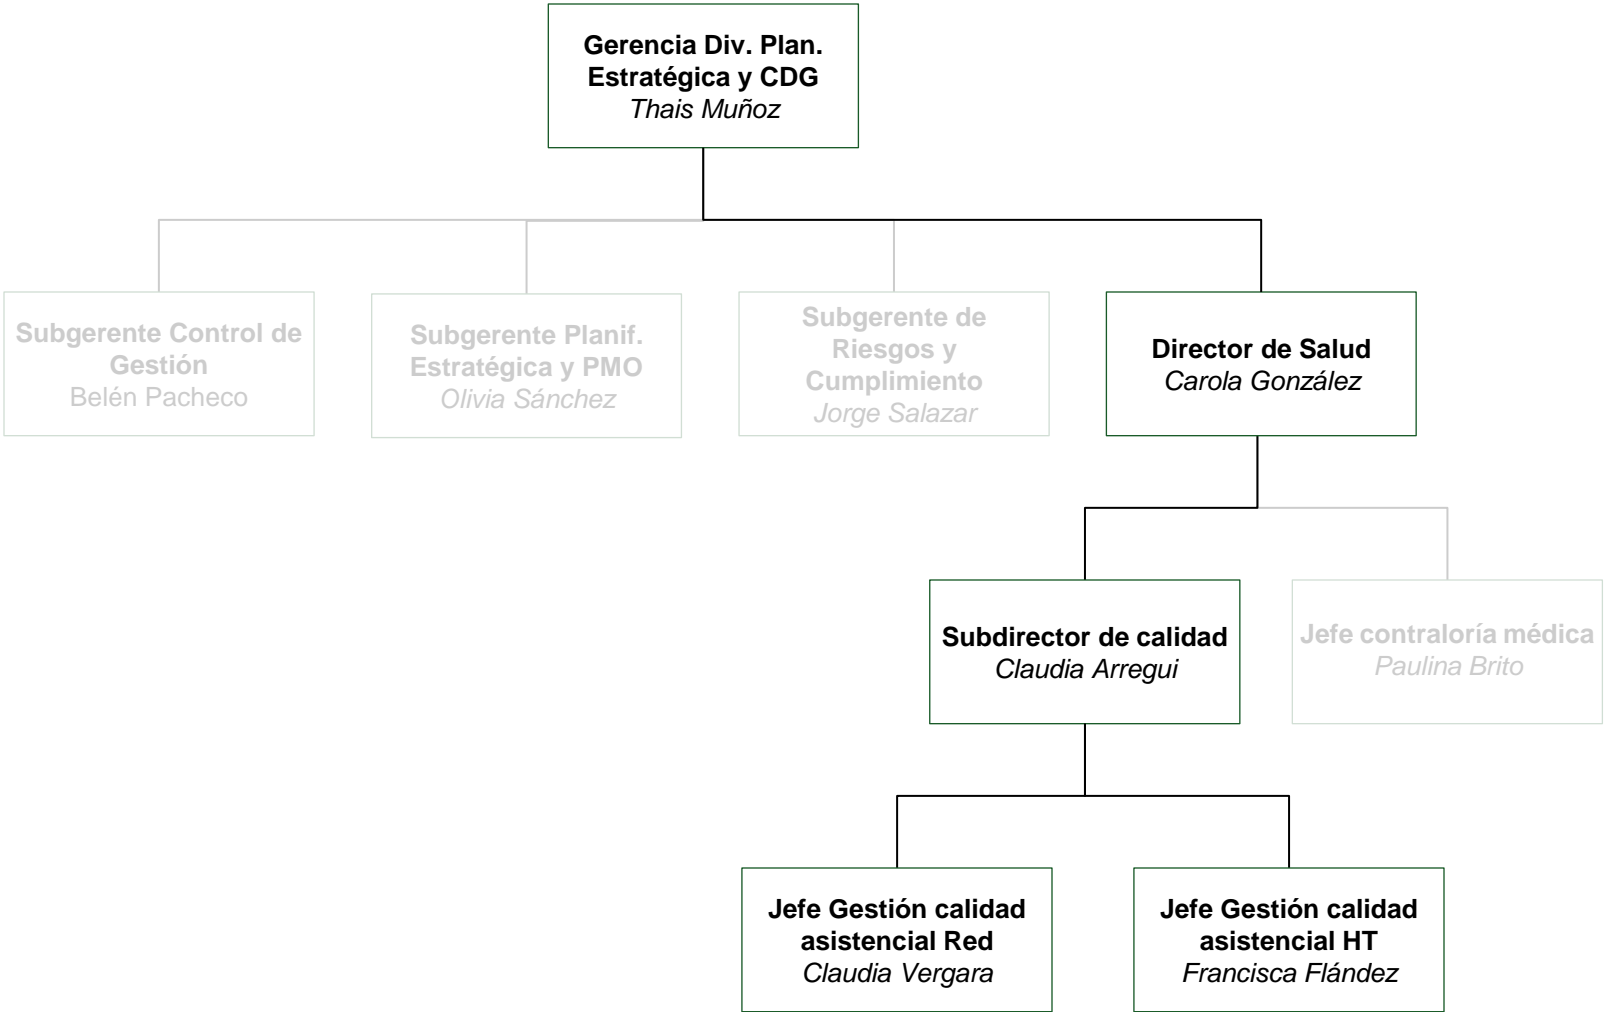 Gerencia Div. Plan.
Estratégica y CDG
Thais Muñoz
Subgerente Control de
Gestión
Belén Pacheco
Subgerente Planif.
Estratégica y PMO
Olivia Sánchez
Subgerente de
Riesgos y
Cumplimiento
Jorge Salazar
Director de Salud
Carola González
Subdirector de calidad
Claudia Arregui
Jefe contraloría médica
Paulina Brito
Jefe Gestión calidad
asistencial Red
Claudia Vergara
Jefe Gestión calidad
asistencial HT
Francisca Flández